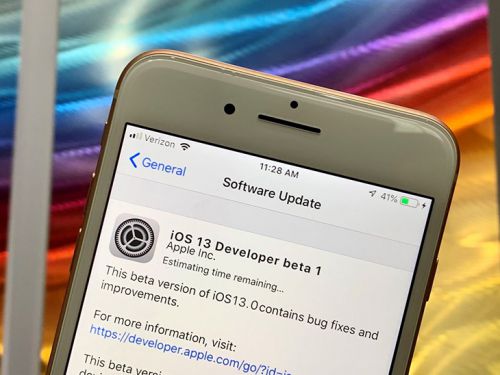 Verizon
11:28 AM
41%
General
Software Update
iOS 13 Developer beta 1
Apple Inc.
Estimating time remaining...
This beta version of iOS13.0contains bug fixes and
improvements.
For more information, visit:
https://developer.apple.com/go/?id=i
This beta version